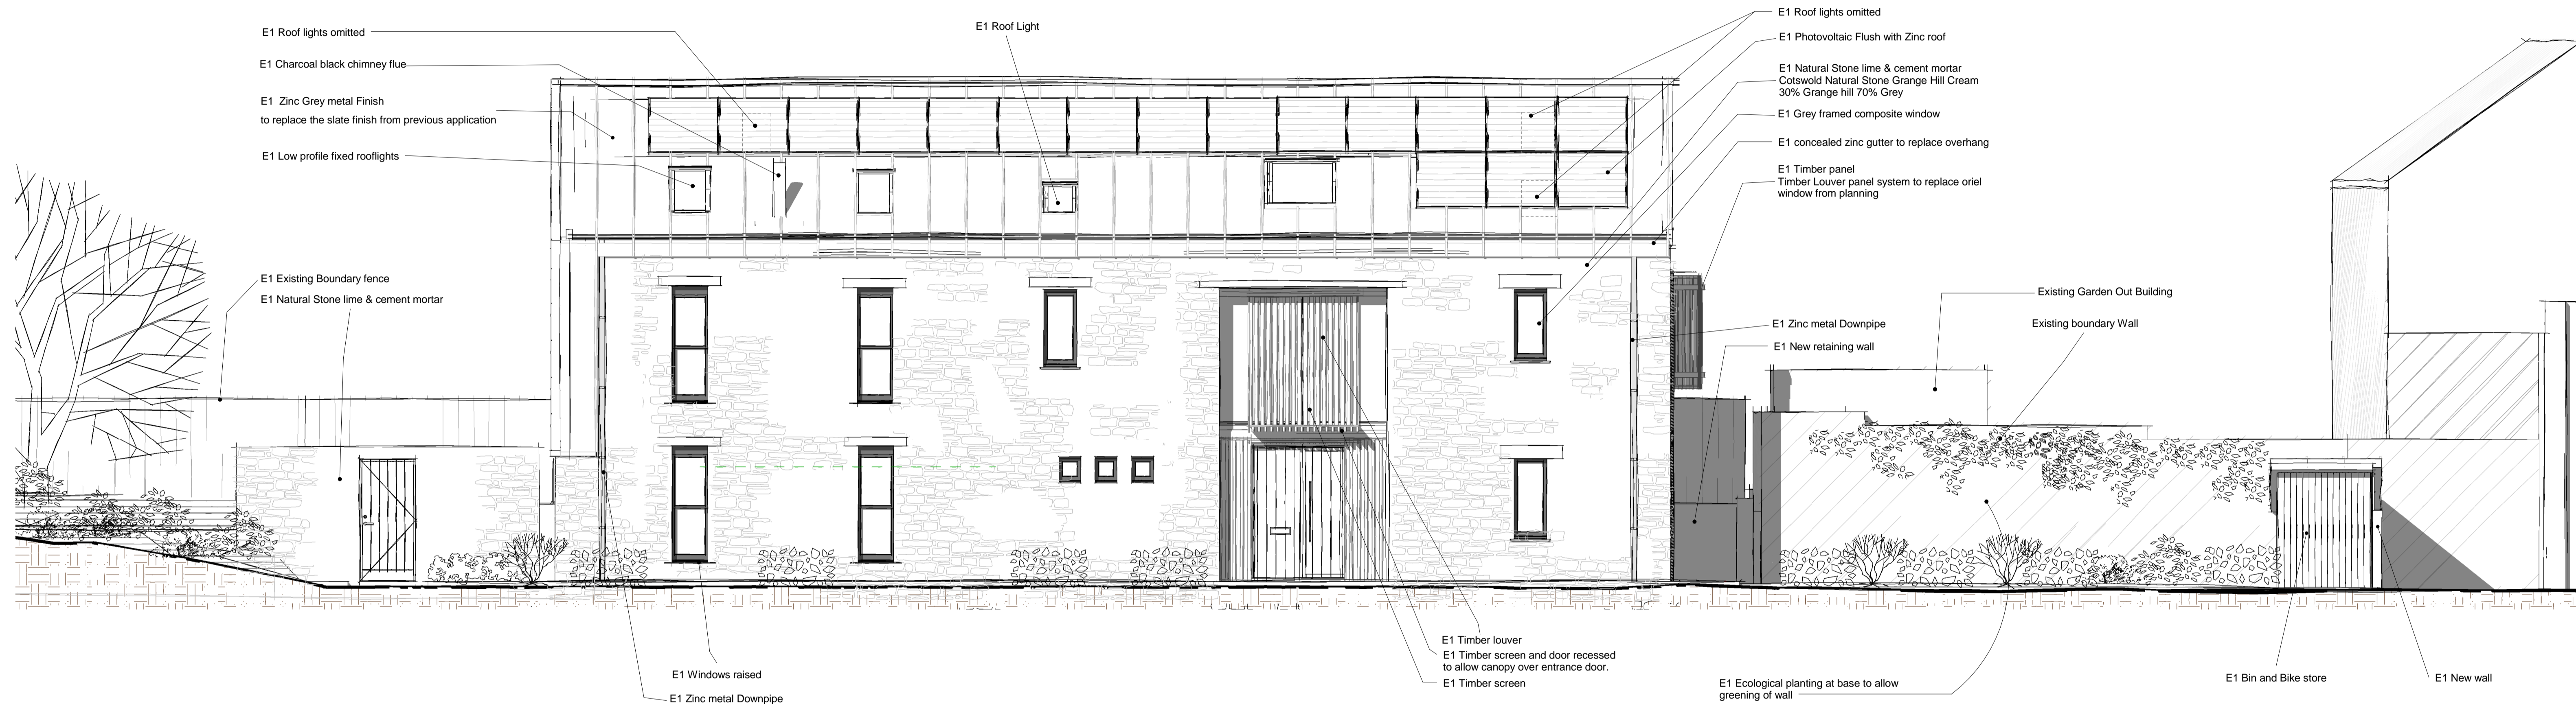 E1 Roof lights omitted
E1 Charcoal black chimney flue
E1 Zinc Grey metal Finish
to replace the slate finish from previous application
E1 Low profile fixed rooflights
E1 Existing Boundary fence
E1 Natural Stone lime & cement mortar
E1 Roof Light
E1 Roof lights omitted
E1 Photovoltaic Flush with Zinc roof
E1 Natural Stone lime & cement mortar
Cotswold Natural Stone Grange Hill Cream
30% Grange hill 70% Grey
E1 Grey framed composite window
E1 concealed zinc gutter to replace overhang
E1 Timber panel
Timber Louver panel system to replace oriel
window from planning
Existing Garden Out Building
Existing boundary Wall
E1 Zinc metal Downpipe
E1 New retaining wall
E1 Windows raised
E1 Zinc metal Downpipe
E1 Timber louver
E1 Timber screen and door recessed
to allow canopy over entrance door.
E1 Timber screen
E1 Ecological planting at base to allow
greening of wall
E1 Bin and Bike store
E1 New wall